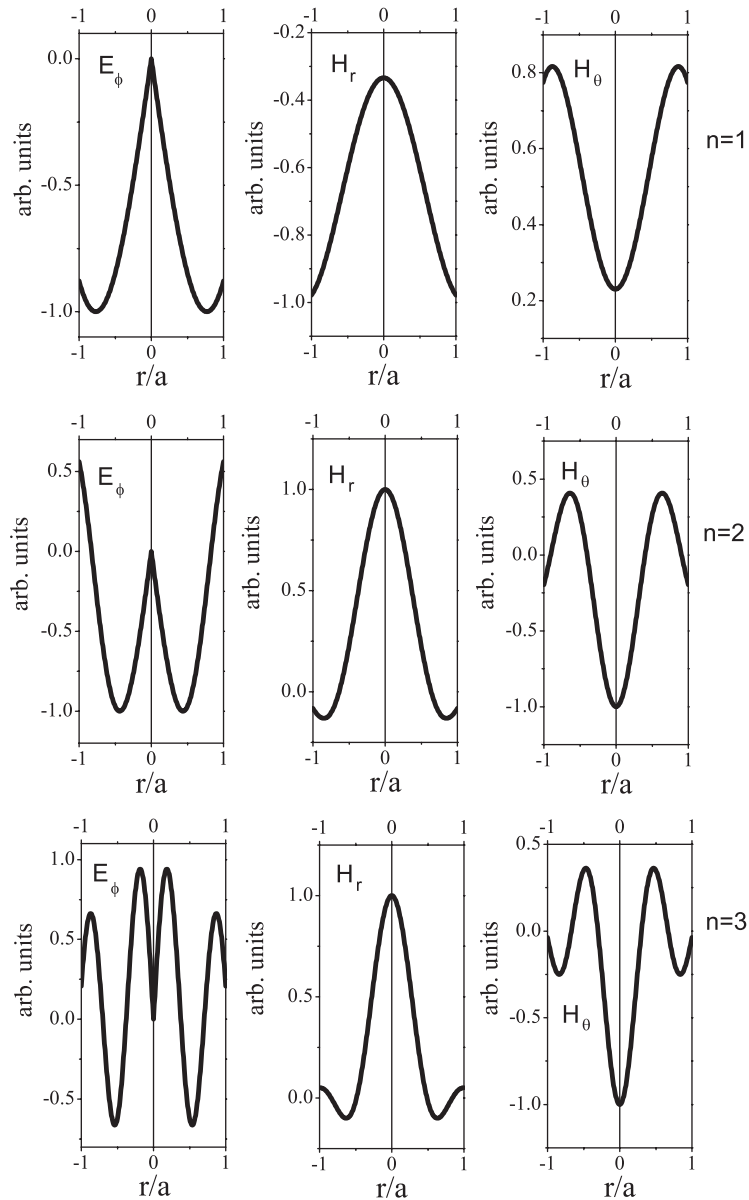 -1 0 1 -1 0 1 -1 0 1
0.0 -0.5 -1.0
arb. units
E_ϕ
-1 0 1
r/a
-0.2 -0.4 -0.6 -0.8 -1.0
arb. units
H_r
-1 0 1
r/a
0.8 0.6 0.4 0.2
arb. units
H_θ
-1 0 1
r/a
n=1
-1 0 1 -1 0 1 -1 0 1
0.5 0.0 -0.5 -1.0
arb. units
E_ϕ
-1 0 1
r/a
1.0 0.5 0.0
arb. units
H_r
-1 0 1
r/a
0.5 0.0 -0.5 -1.0
arb. units
H_θ
-1 0 1
r/a
n=2
-1 0 1 -1 0 1 -1 0 1
1.0 0.5 0.0 -0.5
arb. units
E_ϕ
-1 0 1
r/a
1.0 0.5 0.0
arb. units
H_r
-1 0 1
r/a
0.5 0.0 -0.5 -1.0
arb. units
H_θ
-1 0 1
r/a
n=3